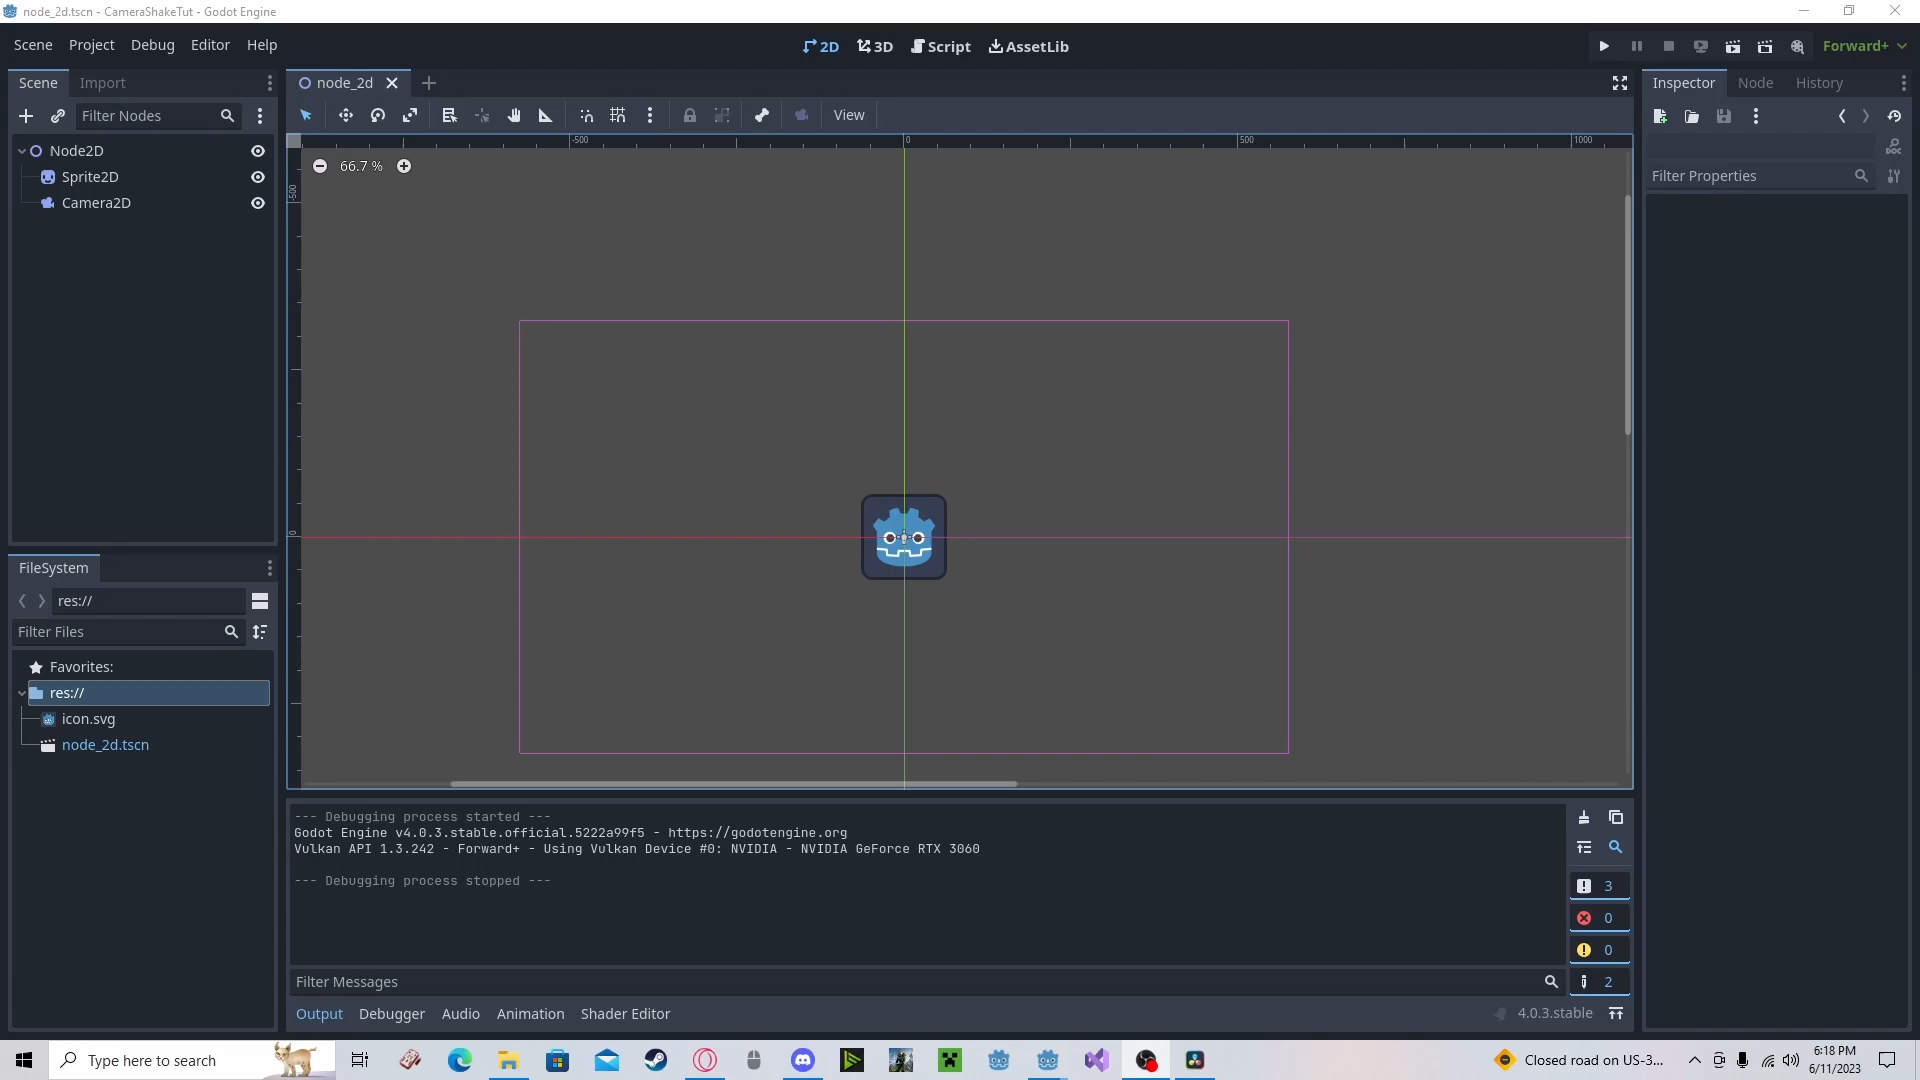 node_2d.tscn - CameraShakeTut - Godot Engine
Scene Project Debug Editor Help
2D 3D Script AssetLib
Forward+
Scene Import
node_2d
Inspector Node History
Filter Nodes
View
Node2D
Sprite2D
Camera2D
-500 0 500 1000
66.7 %
-500
0
Filter Properties
DOC
FileSystem
res://
Filter Files
Favorites:
res://
icon.svg
node_2d.tscn
--- Debugging process started ---
Godot Engine v4.0.3.stable.official.5222a99f5 - https://godotengine.org
Vulkan API 1.3.242 - Forward+ - Using Vulkan Device #0: NVIDIA - NVIDIA GeForce RTX 3060
--- Debugging process stopped ---
3
0
0
2
Filter Messages
Output Debugger Audio Animation Shader Editor
4.0.3.stable
Type here to search
Closed road on US-3...
6:18 PM
6/11/2023